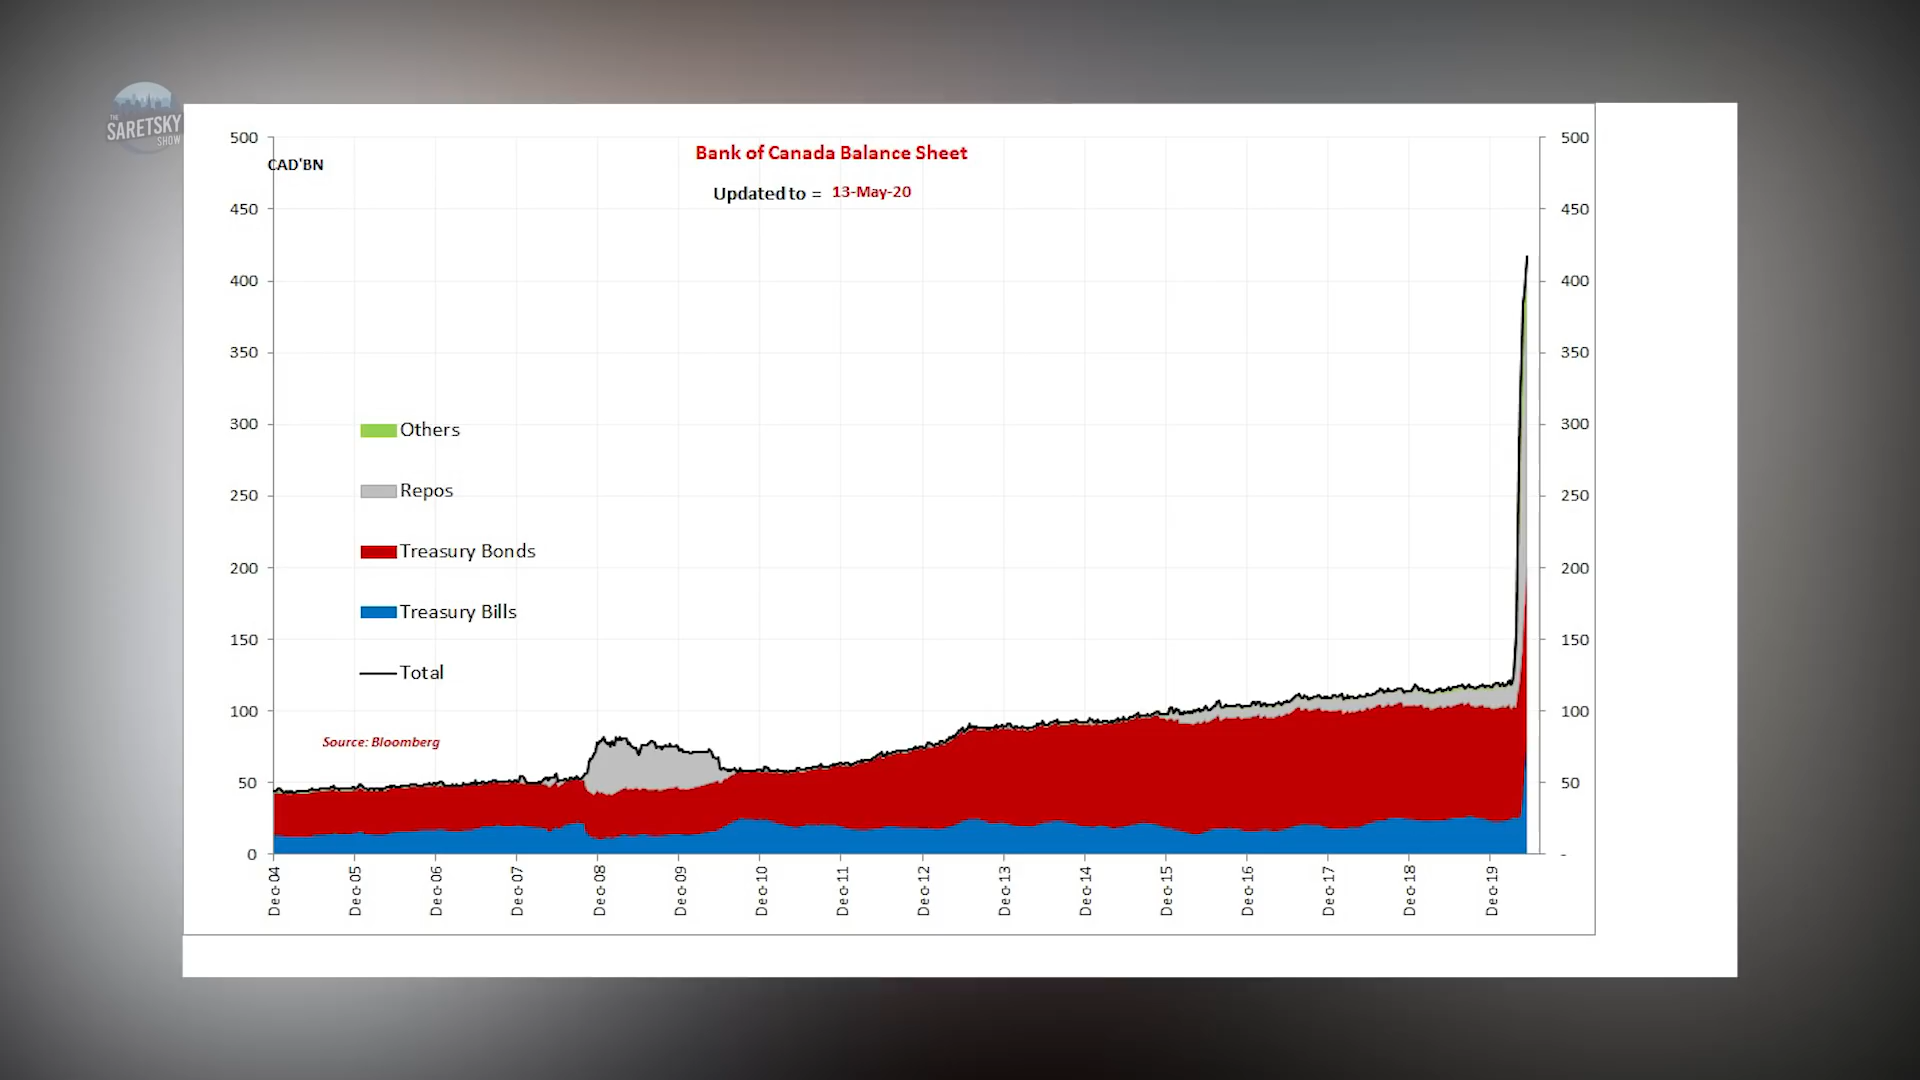 THE
SARETSKY
SHOW
Bank of Canada Balance Sheet
Updated to = 13-May-20
CAD'BN
500
450
400
350
300
250
200
150
100
50
0
Others
Repos
Treasury Bonds
Treasury Bills
Total
Source: Bloomberg
500
450
400
350
300
250
200
150
100
50
-
Dec-04
Dec-05
Dec-06
Dec-07
Dec-08
Dec-09
Dec-10
Dec-11
Dec-12
Dec-13
Dec-14
Dec-15
Dec-16
Dec-17
Dec-18
Dec-19